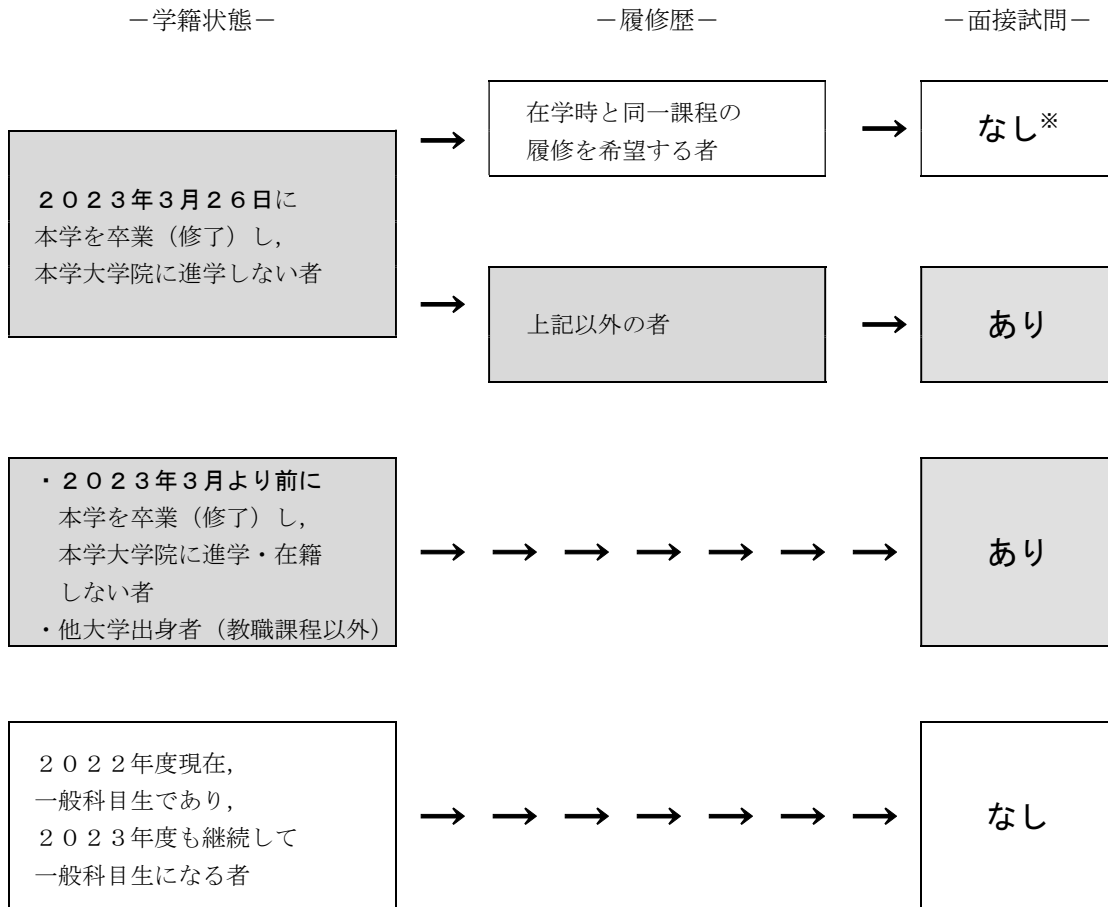 －学籍状態－
－履修歴－
－面接試問－
２０２３年３月２６日に
本学を卒業（修了）し，
本学大学院に進学しない者
→
在学時と同一課程の
履修を希望する者
→
なし※
→
上記以外の者
→
あり
・２０２３年３月より前に
本学を卒業（修了）し，
本学大学院に進学・在籍
しない者
・他大学出身者（教職課程以外）
→ → → → → → →
あり
２０２２年度現在，
一般科目生であり，
２０２３年度も継続して
一般科目生になる者
→ → → → → → →
なし